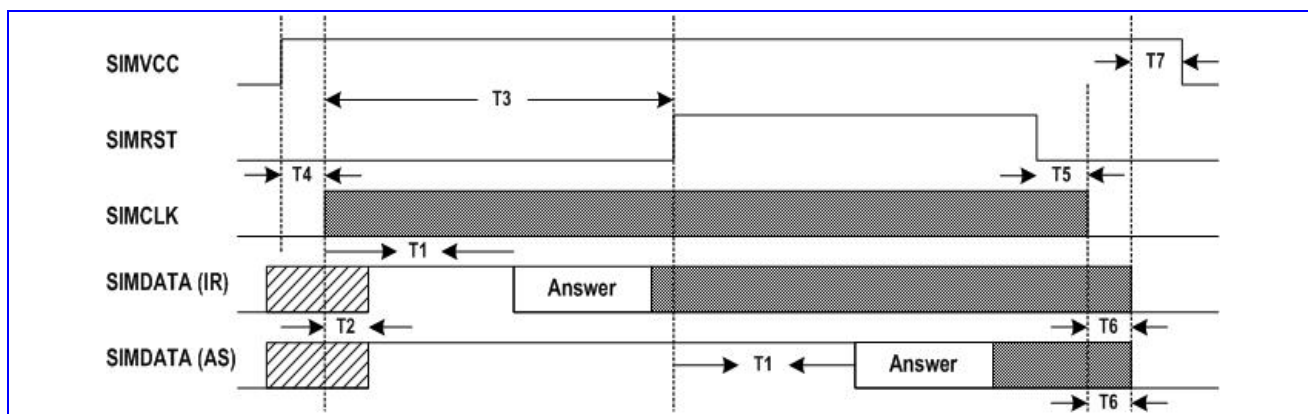 SIMVCC
T7
T3
SIMRST
T4
T5
SIMCLK
T1
SIMDATA (IR)
Answer
T2
T6
SIMDATA (AS)
T1
Answer
T6